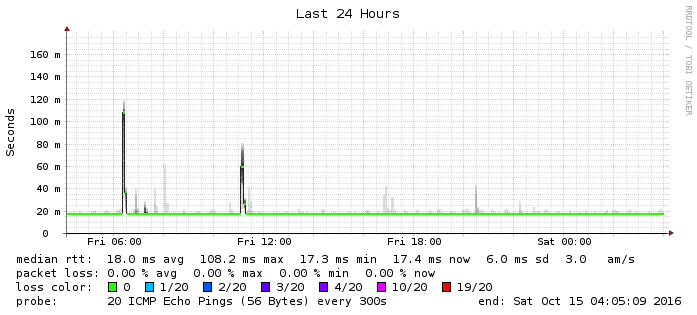 Last 24 Hours
RRDTOOL / TOBI OETIKER
Seconds
160 m
140 m
120 m
100 m
80 m
60 m
40 m
20 m
0
Fri 06:00 Fri 12:00 Fri 18:00 Sat 00:00
median rtt: 18.0 ms avg 108.2 ms max 17.3 ms min 17.4 ms now 6.0 ms sd 3.0 am/s
packet loss: 0.00 % avg 0.00 % max 0.00 % min 0.00 % now
loss color: 0 1/20 2/20 3/20 4/20 10/20 19/20
probe: 20 ICMP Echo Pings (56 Bytes) every 300s end: Sat Oct 15 04:05:09 2016